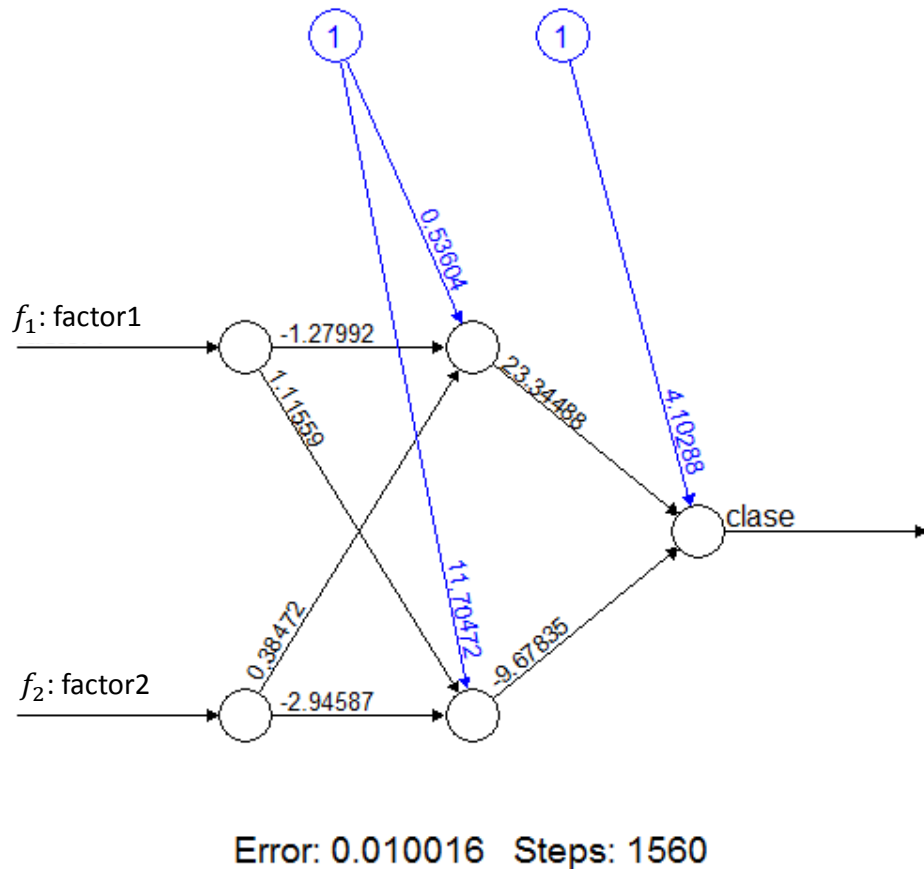 1
1
0.53604
f₁: factor1
-1.27992
1.11559
23.34488
4.10288
clase
11.70472
0.38472
-9.67835
f₂: factor2
-2.94587
Error: 0.010016 Steps: 1560